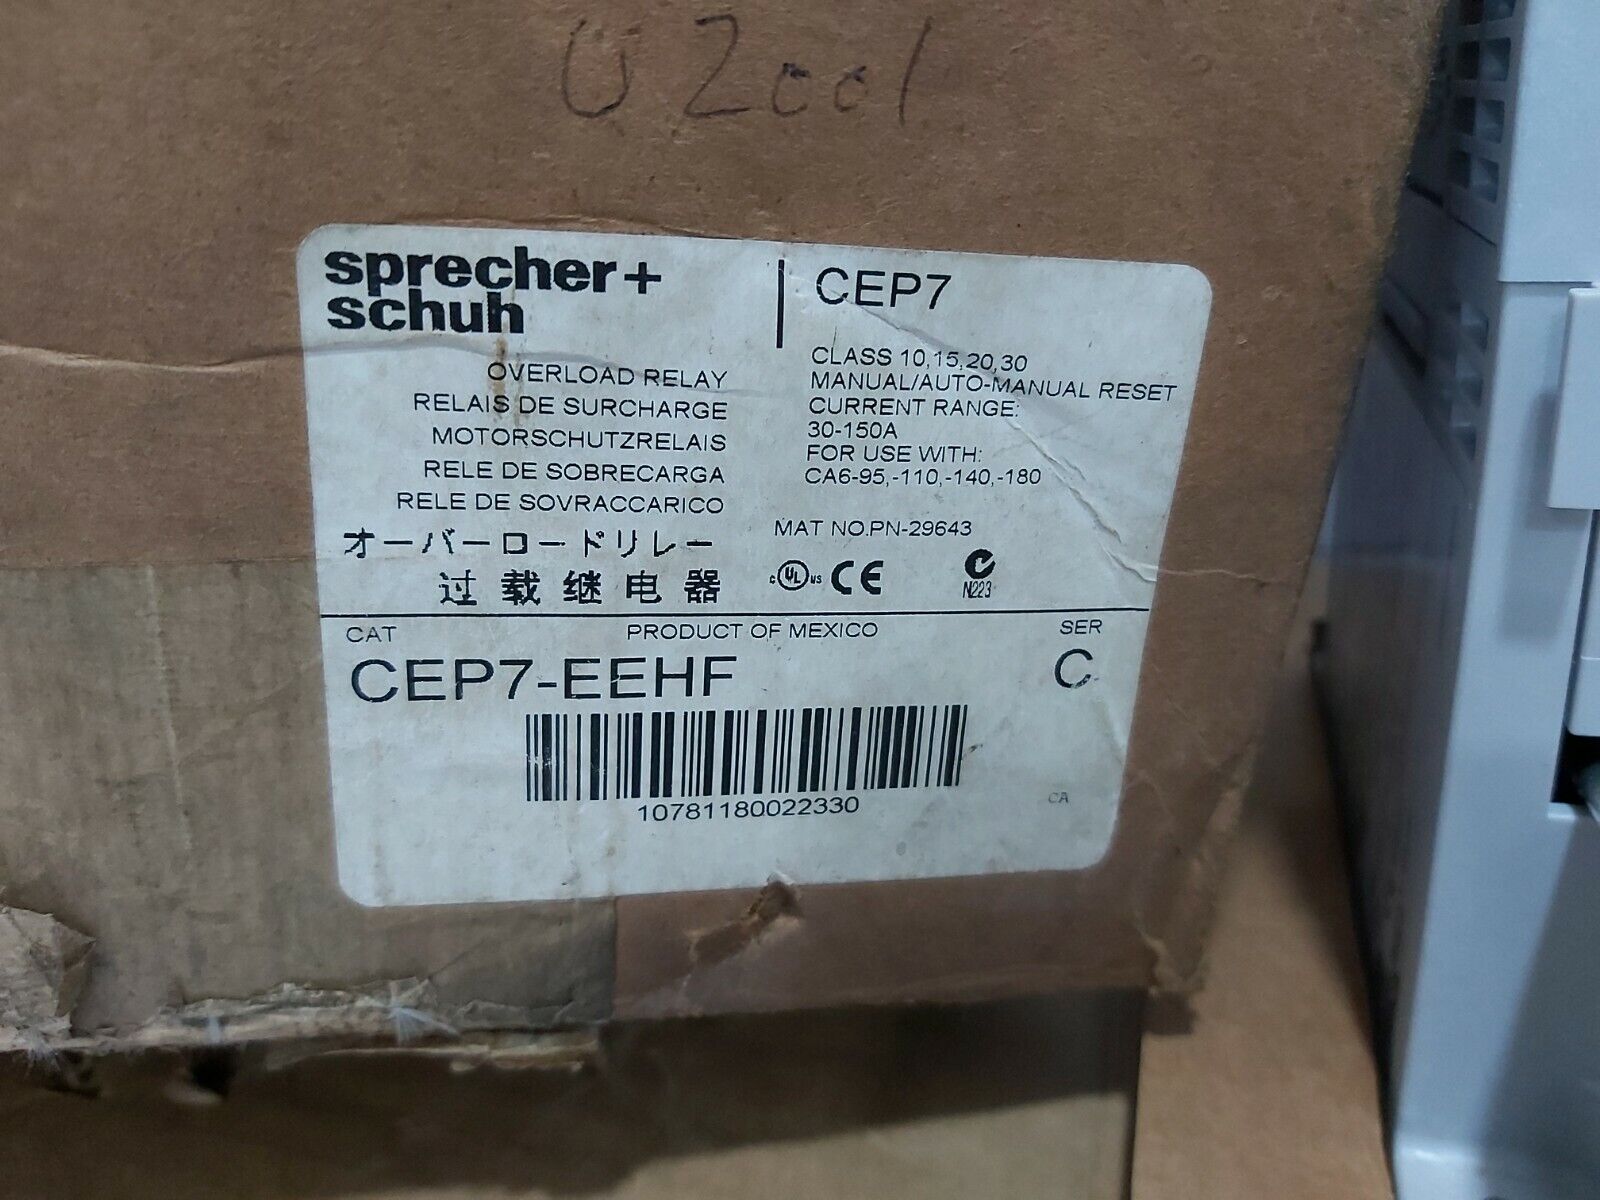 U2001
sprecher+
schuh
OVERLOAD RELAY
RELAIS DE SURCHARGE
MOTORSCHUTZRELAIS
RELE DE SOBRECARGA
RELE DE SOVRACCARICO
オーバーロードリレー
过载继电器
CEP7
CLASS 10,15,20,30
MANUAL/AUTO-MANUAL RESET
CURRENT RANGE:
30-150A
FOR USE WITH:
CA6-95,-110,-140,-180
MAT NO.PN-29643
c UL us CE N223
CAT PRODUCT OF MEXICO SER
CEP7-EEHF C
10781180022330
CA